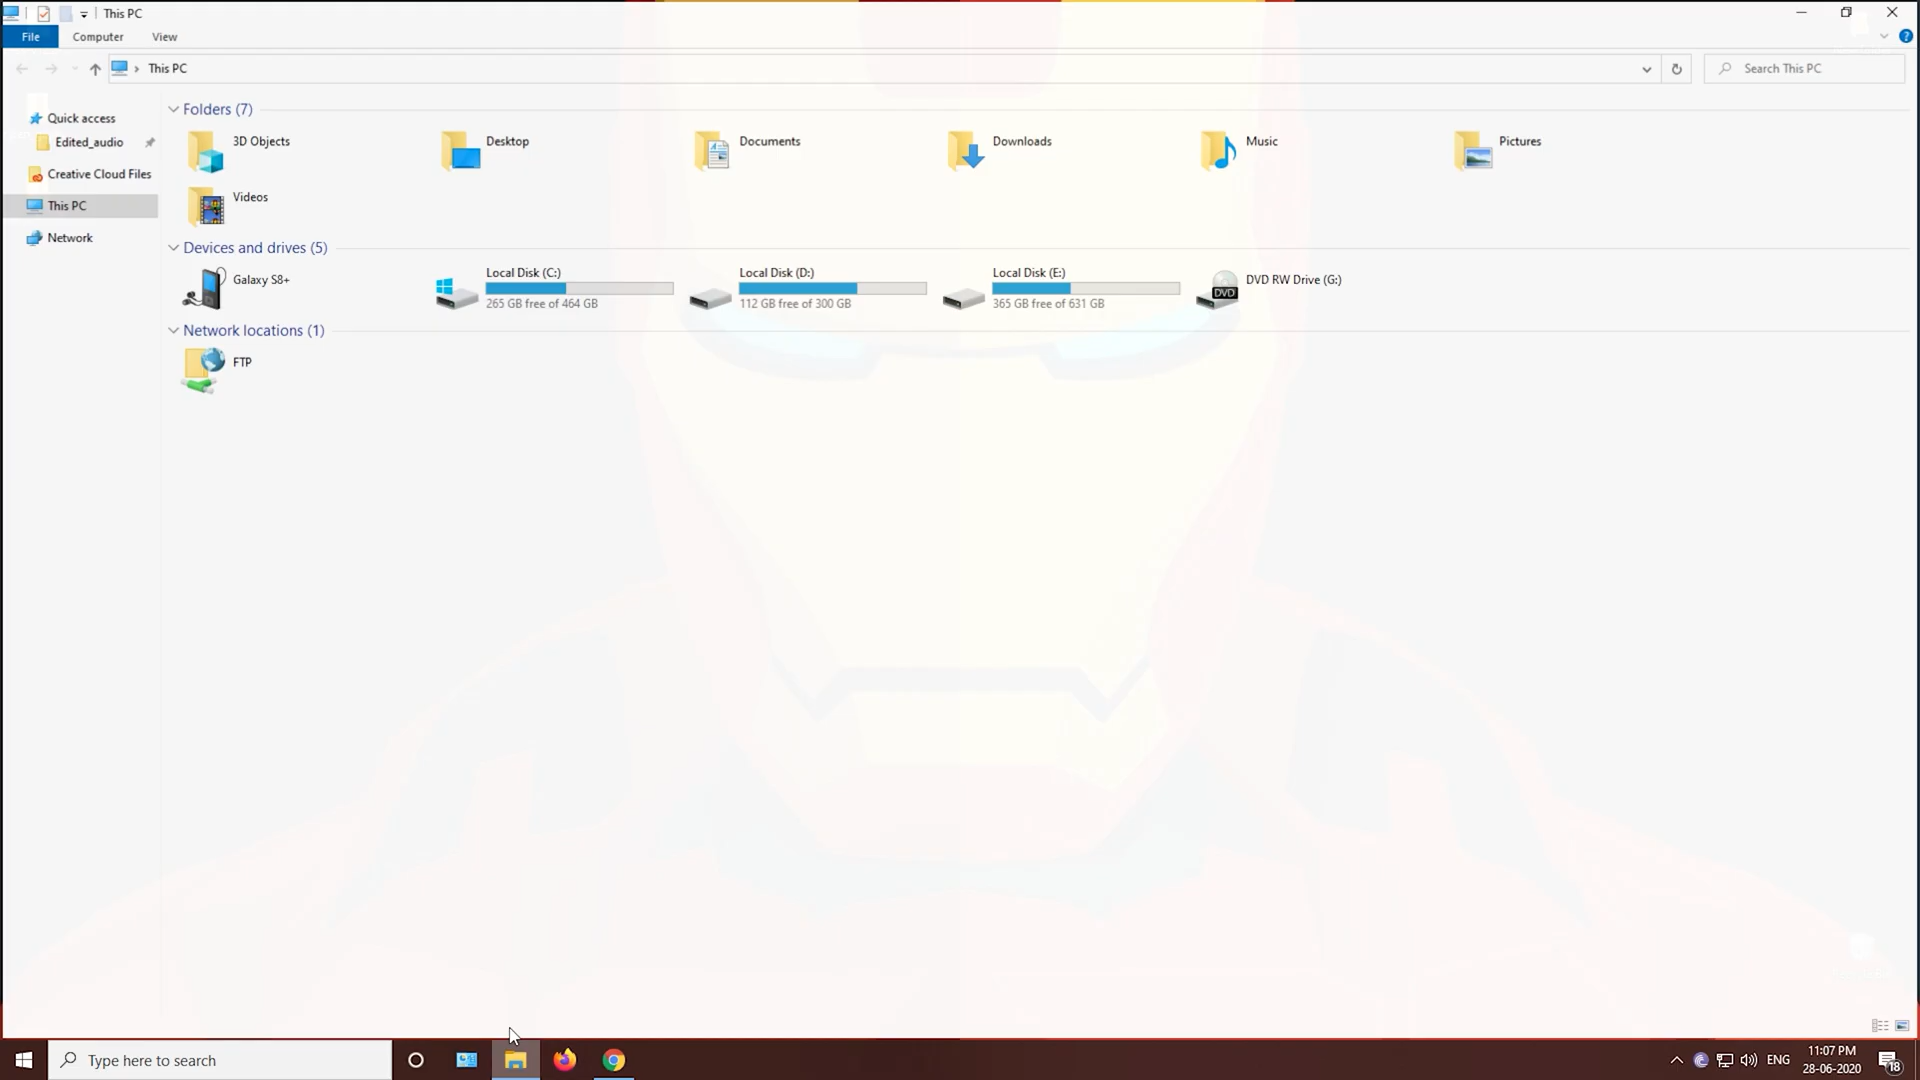 This PC
File Computer View
This PC
Search This PC
Quick access
Edited_audio
Creative Cloud Files
This PC
Network
Folders (7)
3D Objects
Desktop
Documents
Downloads
Music
Pictures
Videos
Devices and drives (5)
Galaxy S8+
Local Disk (C:)
265 GB free of 464 GB
Local Disk (D:)
112 GB free of 300 GB
Local Disk (E:)
365 GB free of 631 GB
DVD RW Drive (G:)
DVD
Network locations (1)
FTP
Type here to search
ENG
11:07 PM
28-06-2020
18